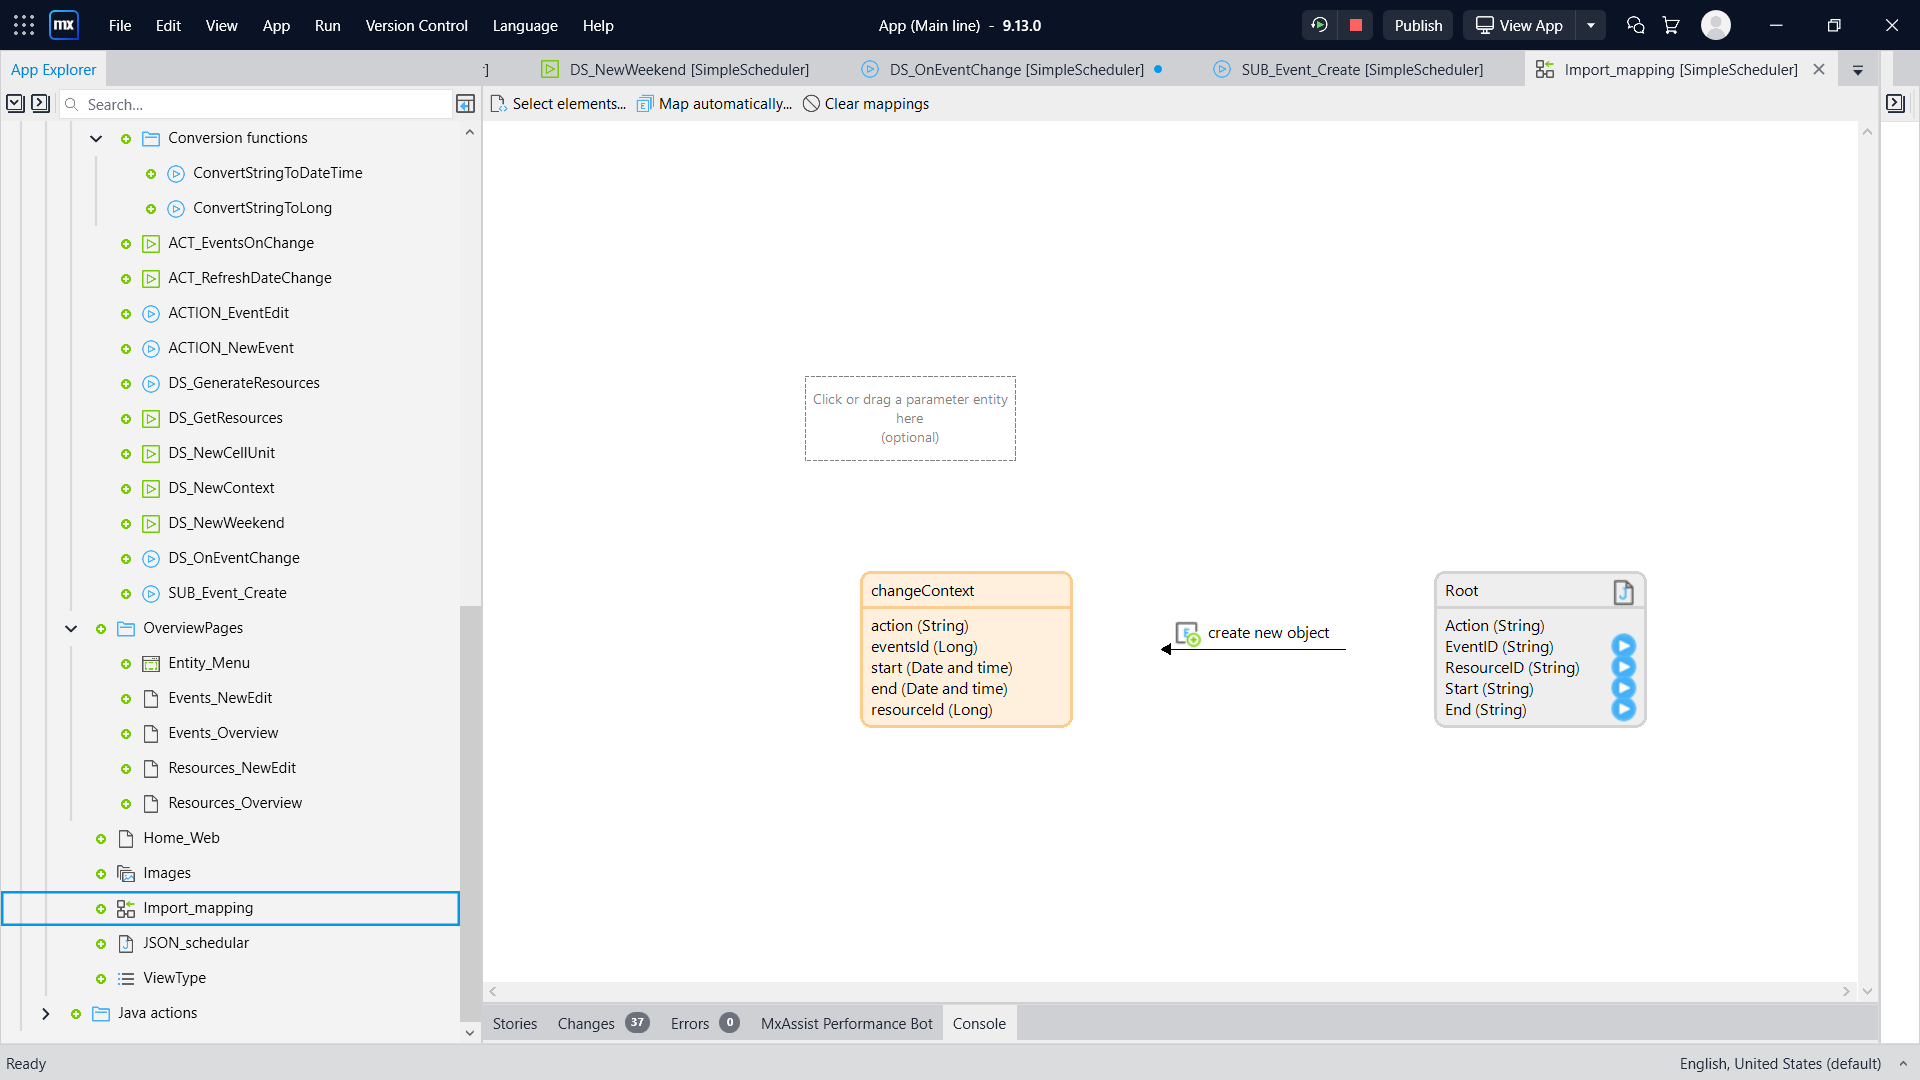 mx File Edit View App Run Version Control Language Help App (Main line) - 9.13.0 Publish View App
App Explorer :] DS_NewWeekend [SimpleScheduler] DS_OnEventChange [SimpleScheduler] SUB_Event_Create [SimpleScheduler] Import_mapping [SimpleScheduler]
Search... Select elements... Map automatically... Clear mappings
Conversion functions
ConvertStringToDateTime
ConvertStringToLong
ACT_EventsOnChange
ACT_RefreshDateChange
ACTION_EventEdit
ACTION_NewEvent
DS_GenerateResources
DS_GetResources
DS_NewCellUnit
DS_NewContext
DS_NewWeekend
DS_OnEventChange
SUB_Event_Create
OverviewPages
Entity_Menu
Events_NewEdit
Events_Overview
Resources_NewEdit
Resources_Overview
Home_Web
Images
Import_mapping
JSON_schedular
ViewType
Java actions
Click or drag a parameter entity
here
(optional)
changeContext
action (String)
eventsId (Long)
start (Date and time)
end (Date and time)
resourceId (Long)
create new object
Root
Action (String)
EventID (String)
ResourceID (String)
Start (String)
End (String)
Stories Changes 37 Errors 0 MxAssist Performance Bot Console
Ready English, United States (default)